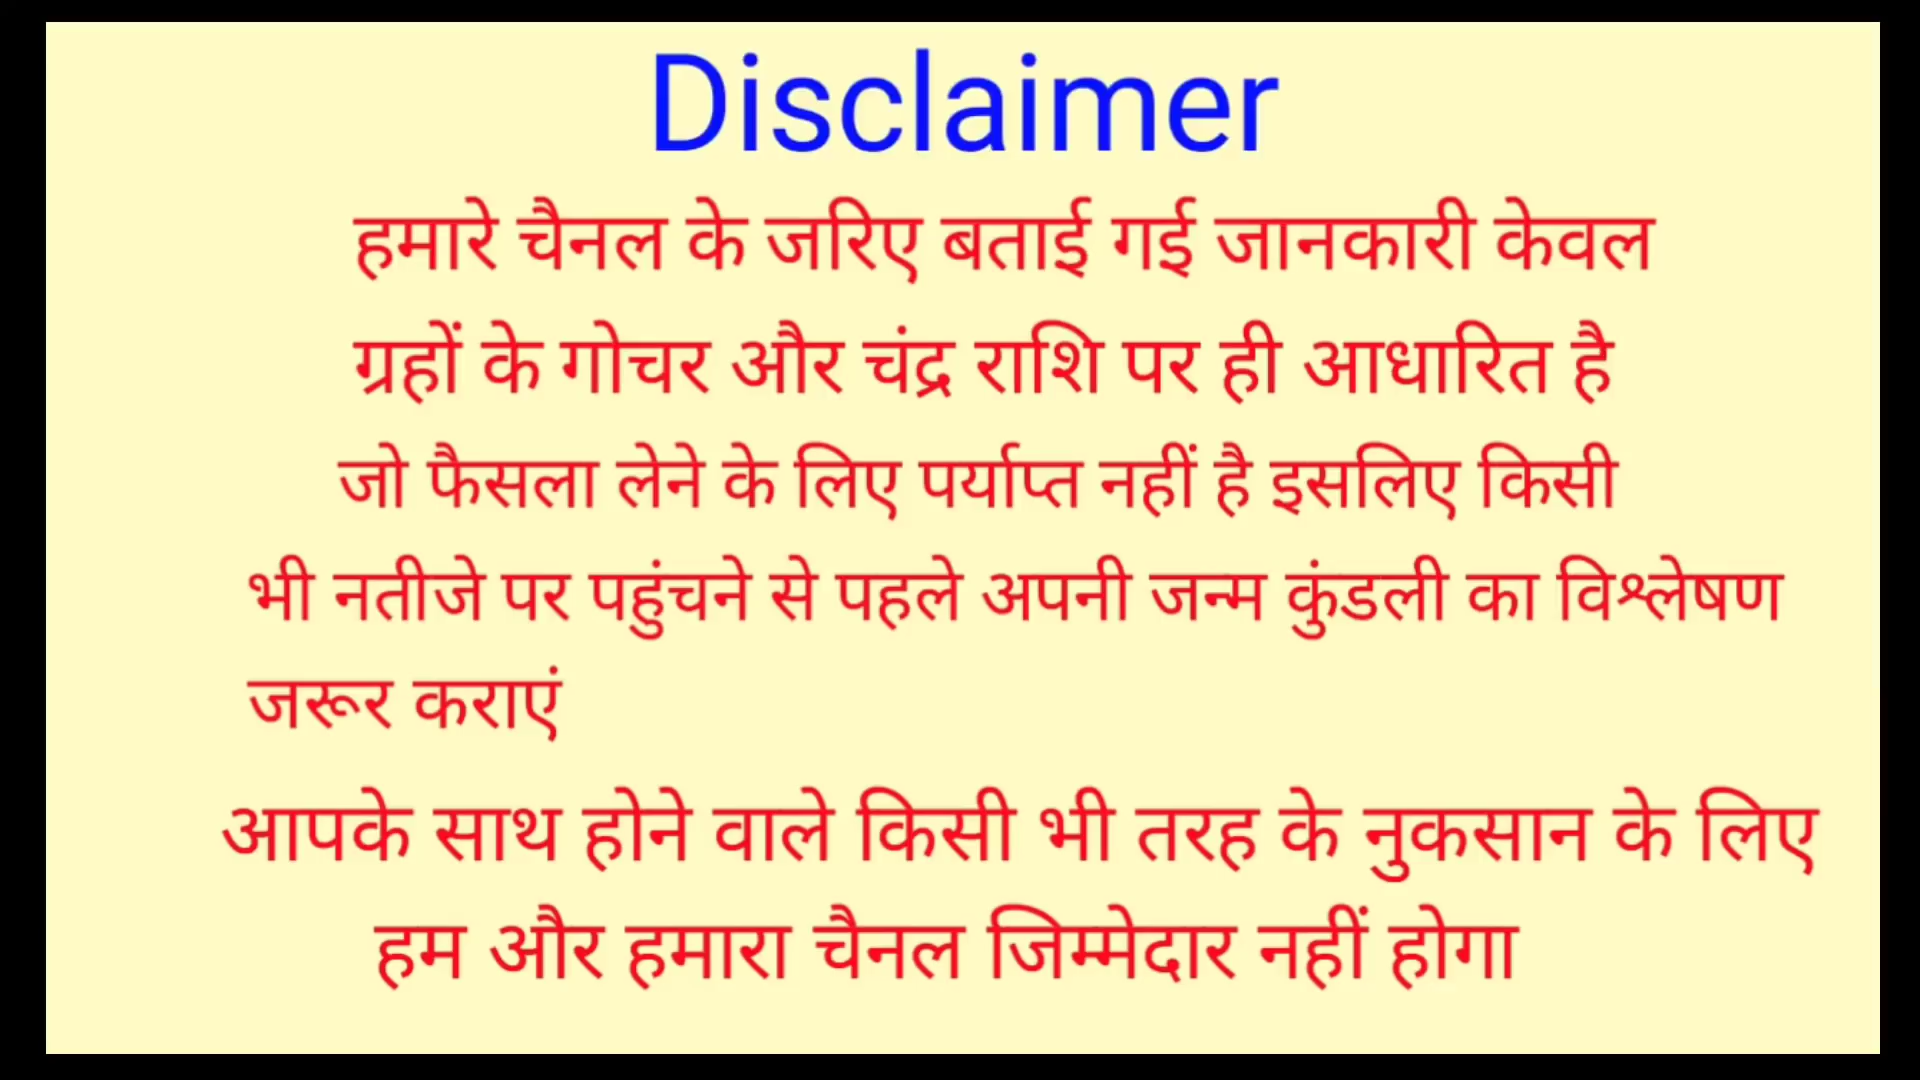 Disclaimer
हमारे चैनल के जरिए बताई गई जानकारी केवल
ग्रहों के गोचर और चंद्र राशि पर ही आधारित है
जो फैसला लेने के लिए पर्याप्त नहीं है इसलिए किसी
भी नतीजे पर पहुंचने से पहले अपनी जन्म कुंडली का विश्लेषण
जरूर कराएं
आपके साथ होने वाले किसी भी तरह के नुकसान के लिए
हम और हमारा चैनल जिम्मेदार नहीं होगा